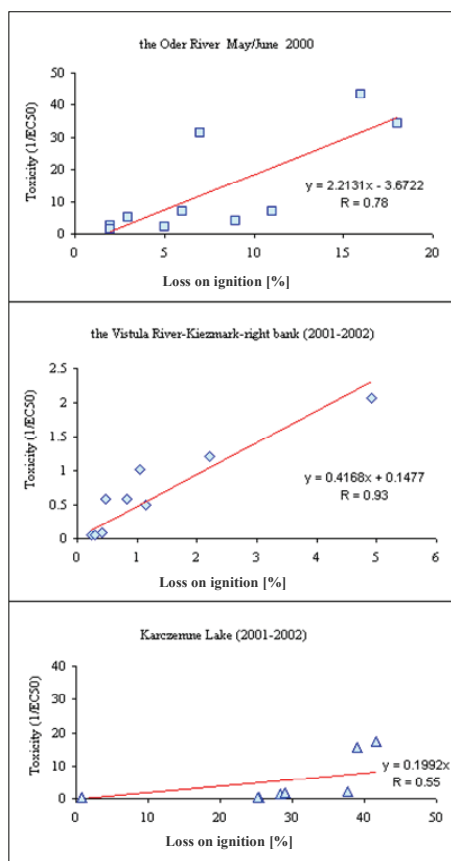 the Oder River May/June 2000
Toxicity (1/EC50)
50
40
30
20
10
0
y = 2.2131x - 3.6722
R = 0.78
0 5 10 15 20
Loss on ignition [%]
the Vistula River-Kiezmark-right bank (2001-2002)
Toxicity (1/EC50)
2.5
2
1.5
1
0.5
0
y = 0.4168x + 0.1477
R = 0.93
0 1 2 3 4 5 6
Loss on ignition [%]
Karczemne Lake (2001-2002)
Toxicity (1/EC50)
40
30
20
10
0
y = 0.1992x
R = 0.55
0 10 20 30 40 50
Loss on ignition [%]